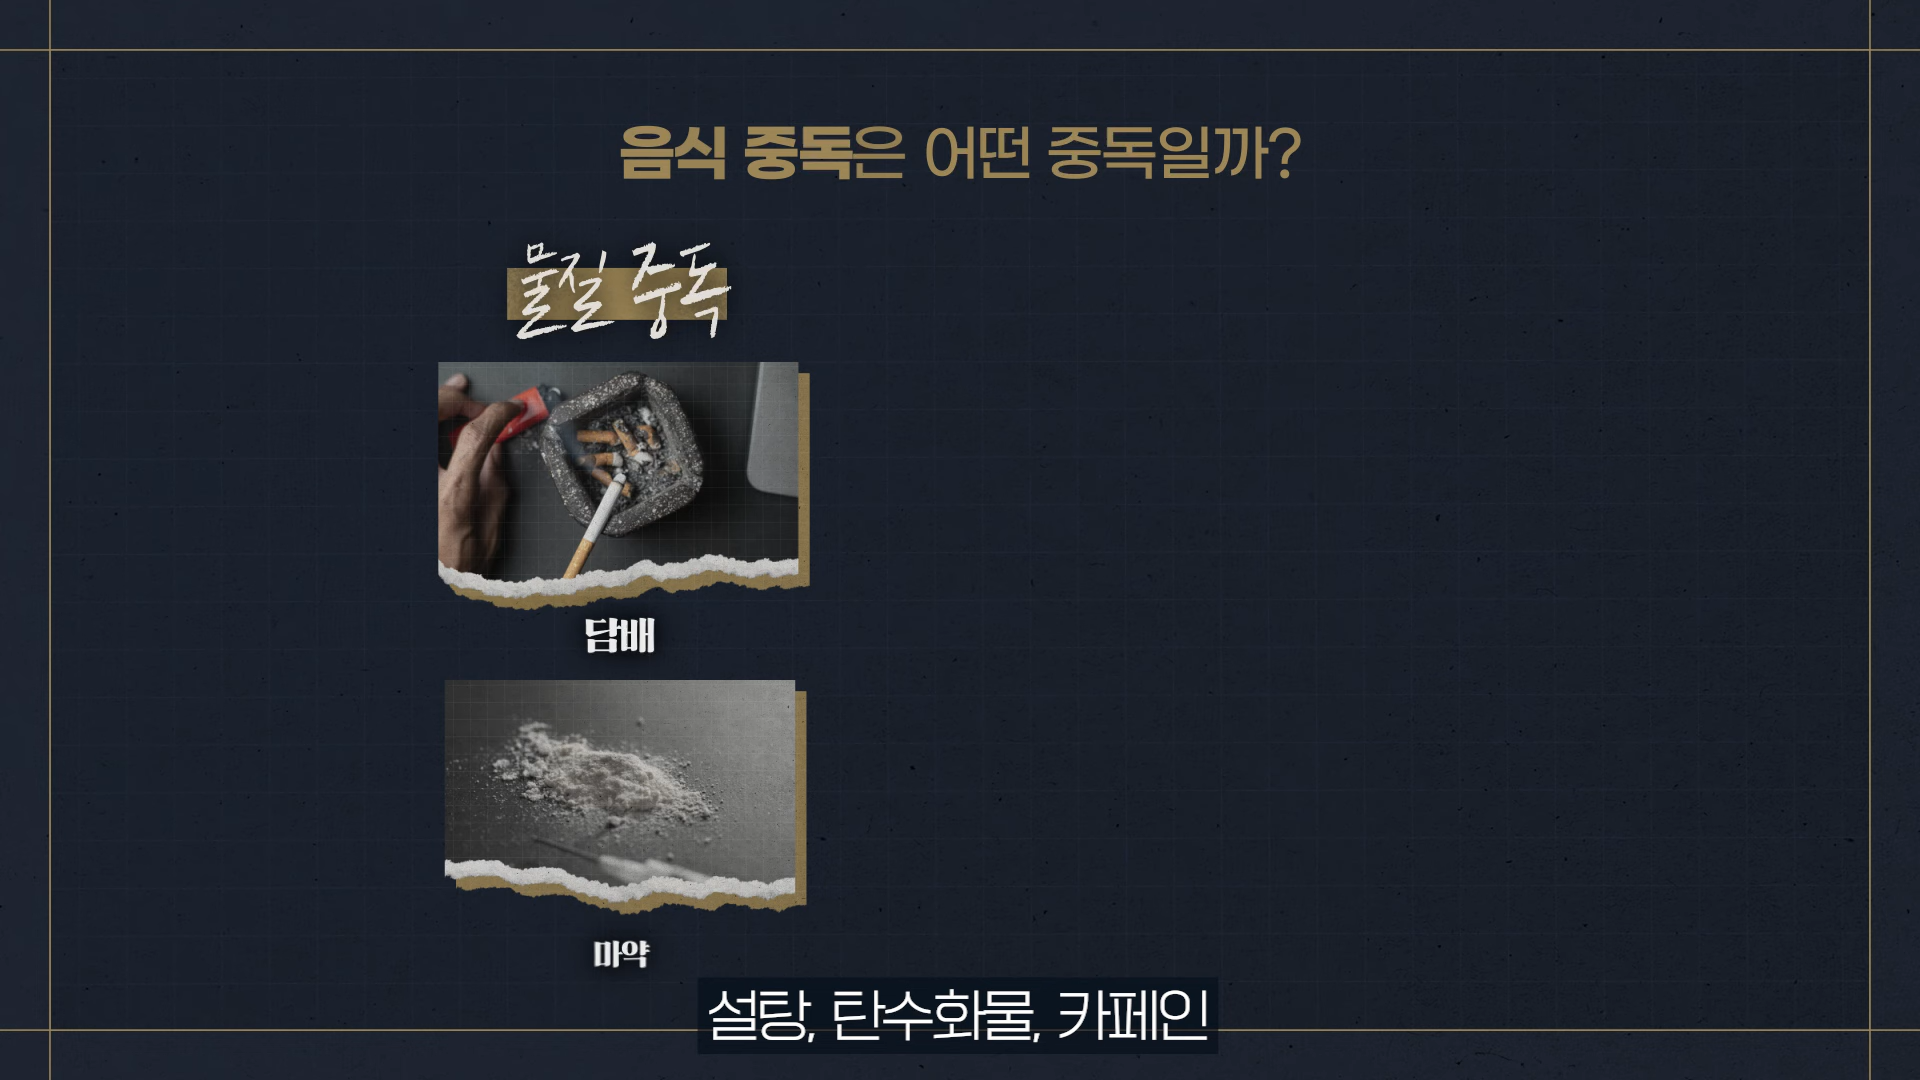 음식 중독은 어떤 중독일까?
물질 중독
담배
마약
설탕, 탄수화물, 카페인